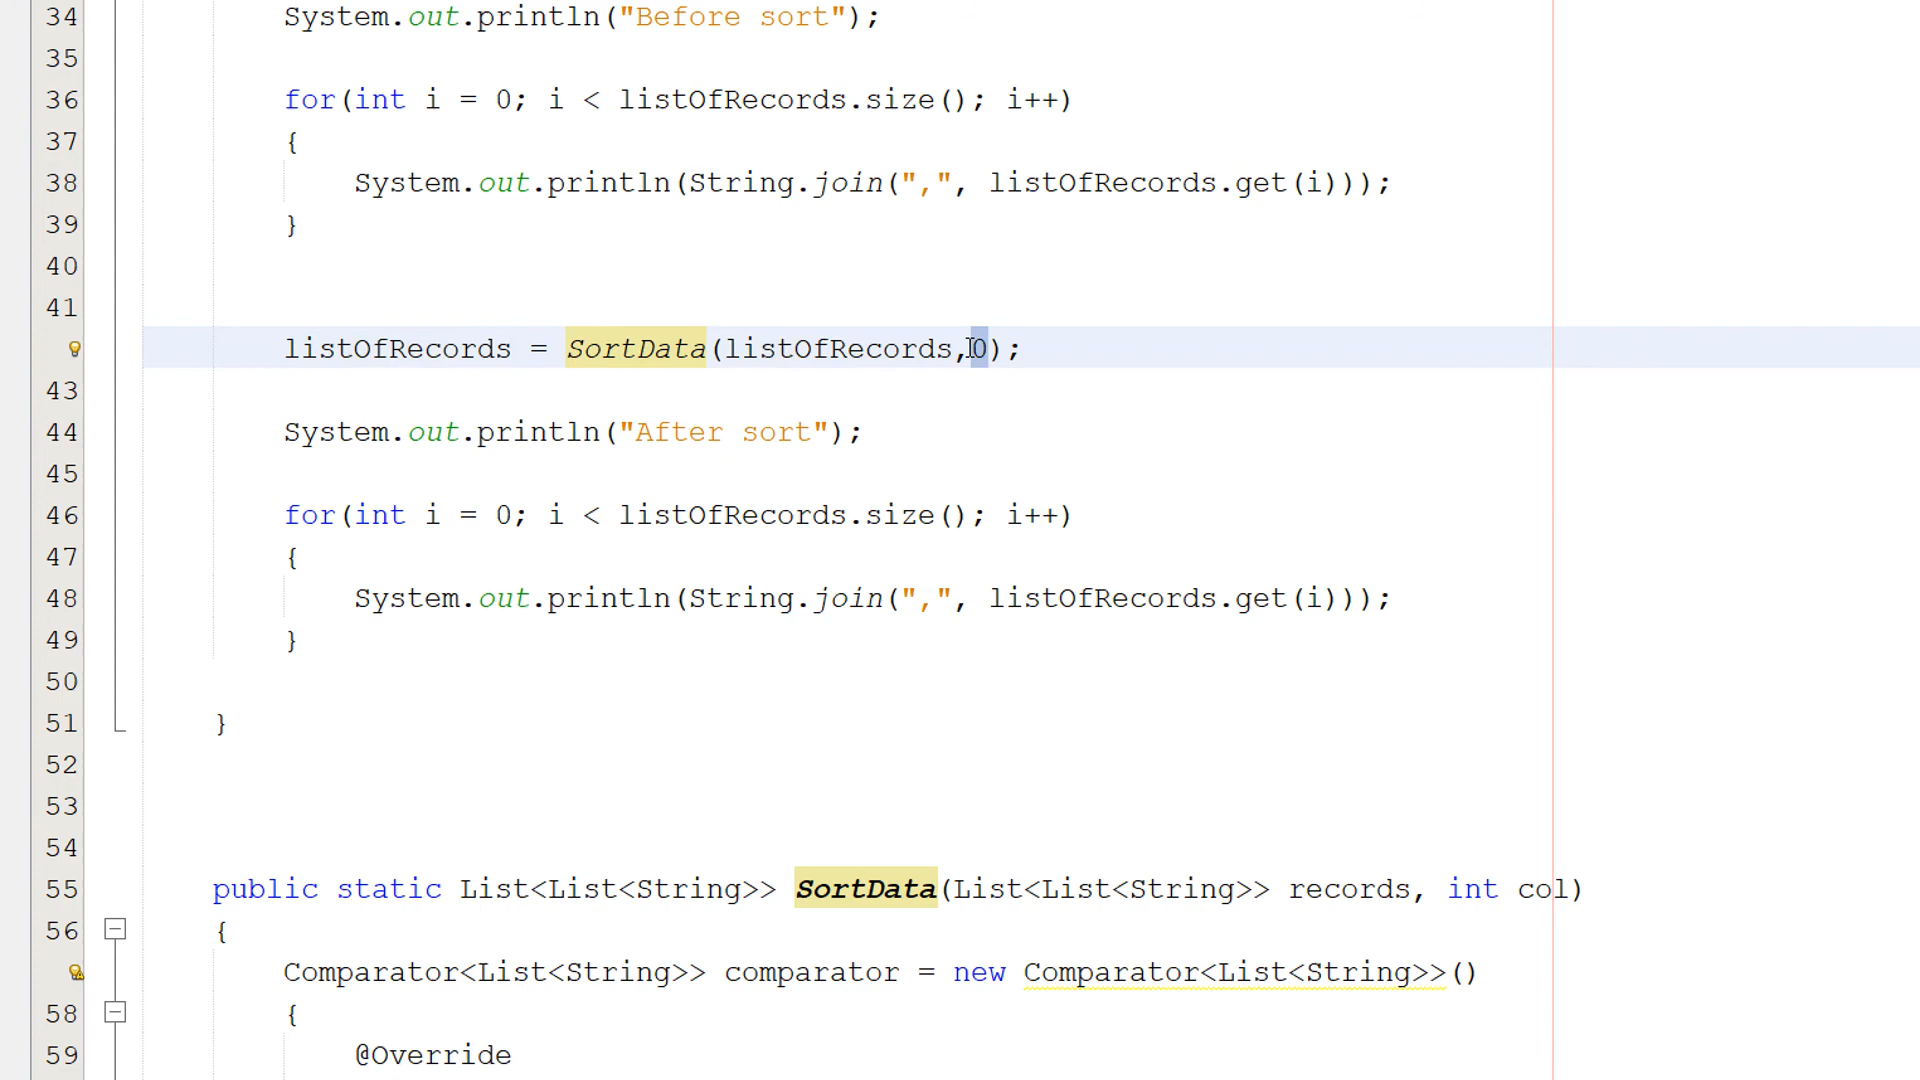 34 System.out.println("Before sort");
35
36 for(int i = 0; i < listOfRecords.size(); i++)
37 {
38 System.out.println(String.join(",", listOfRecords.get(i)));
39 }
40
41
listOfRecords = SortData(listOfRecords,0);
43
44 System.out.println("After sort");
45
46 for(int i = 0; i < listOfRecords.size(); i++)
47 {
48 System.out.println(String.join(",", listOfRecords.get(i)));
49 }
50
51 }
52
53
54
55 public static List<List<String>> SortData(List<List<String>> records, int col)
56 {
Comparator<List<String>> comparator = new Comparator<List<String>>()
58 {
59 @Override